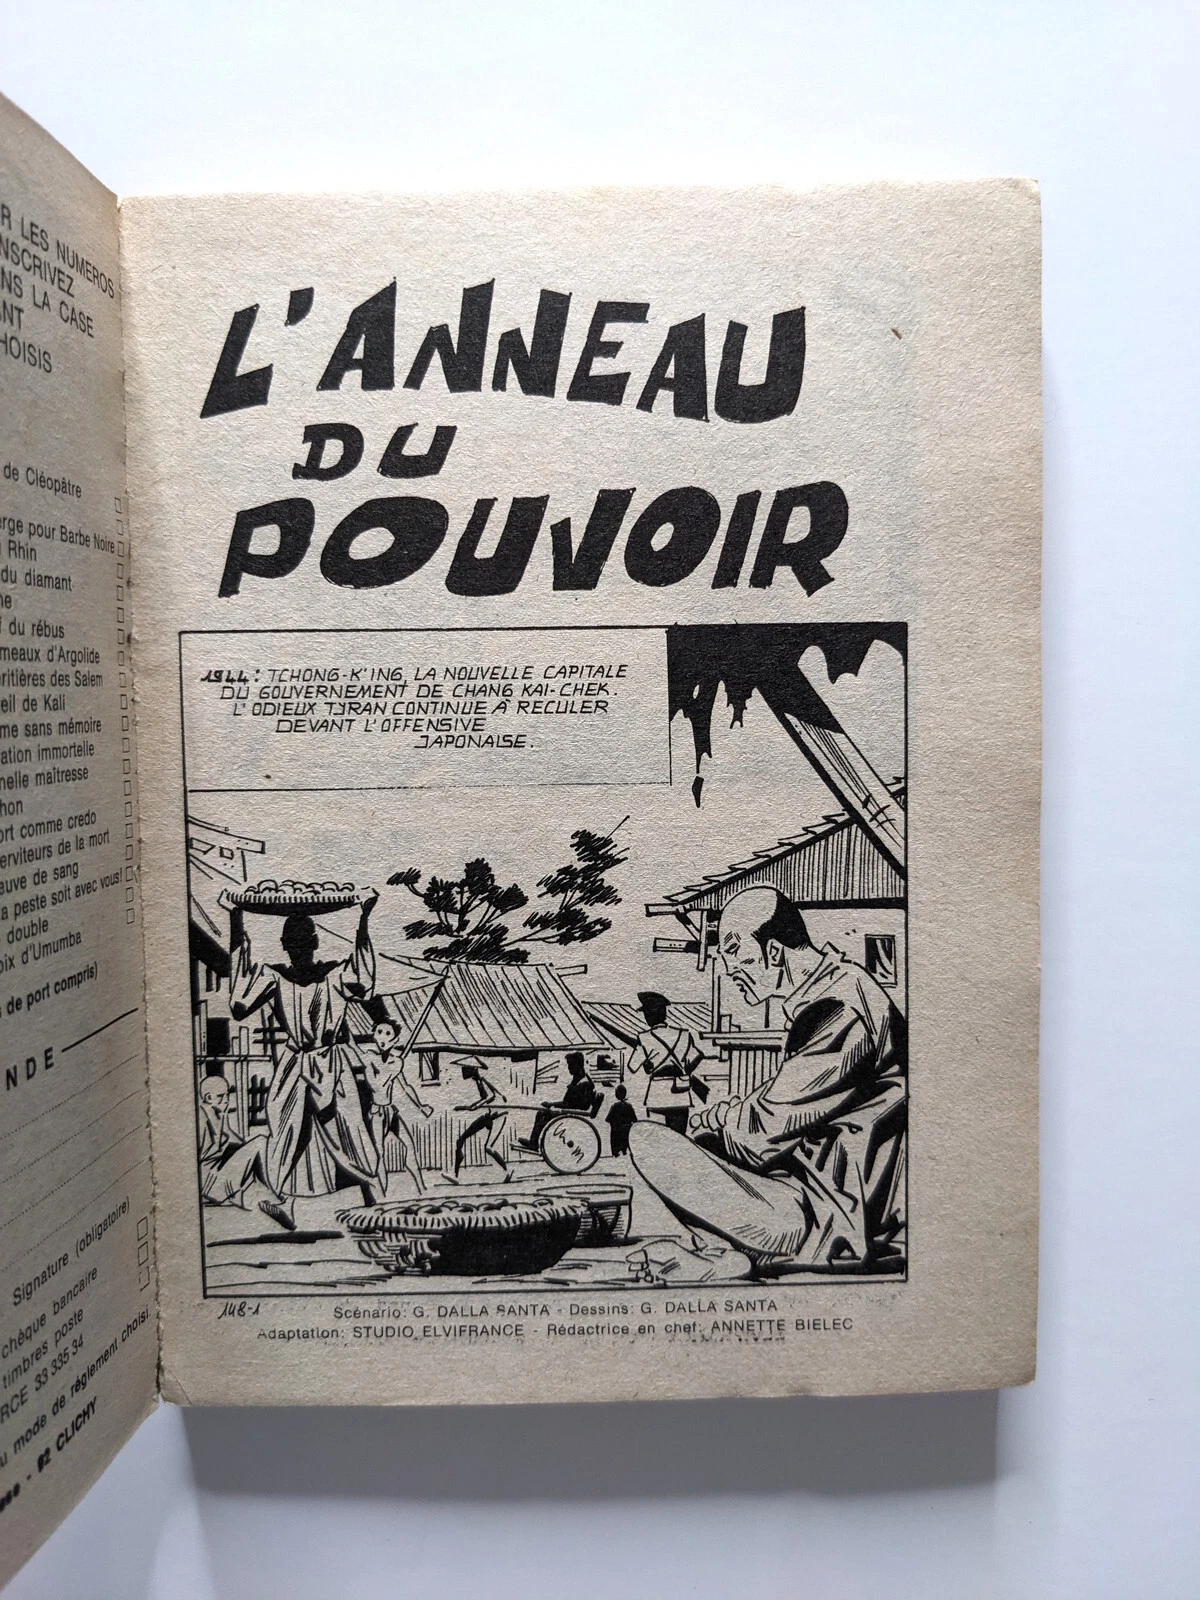 R LES NUMEROS
NSCRIVEZ
NS LA CASE
ANT
HOISIS
de Cléopâtre
erge pour Barbe Noire
Rhin
du diamant
ne
du rébus
meaux d'Argolide
éritières des Salem
eil de Kali
me sans mémoire
ation immortelle
nelle maîtresse
hon
ort comme credo
erviteurs de la mort
euve de sang
a peste soit avec vous!
double
oix d'Umumba
de port compris)
NDE
Signature (obligatoire)
chèque bancaire
timbres poste
RCE 33 335 34
u mode de réglement choisi.
- 92 CLICHY
L'ANNEAU
DU
POUVOIR
1944: TCHONG-K'ING, LA NOUVELLE CAPITALE
DU GOUVERNEMENT DE CHANG KAI-CHEK.
L'ODIEUX TYRAN CONTINUE À RECULER
DEVANT L'OFFENSIVE
JAPONAISE.
148-1
Scénario: G. DALLA SANTA - Dessins: G. DALLA SANTA
Adaptation: STUDIO ELVIFRANCE - Rédactrice en chef: ANNETTE BIELEC